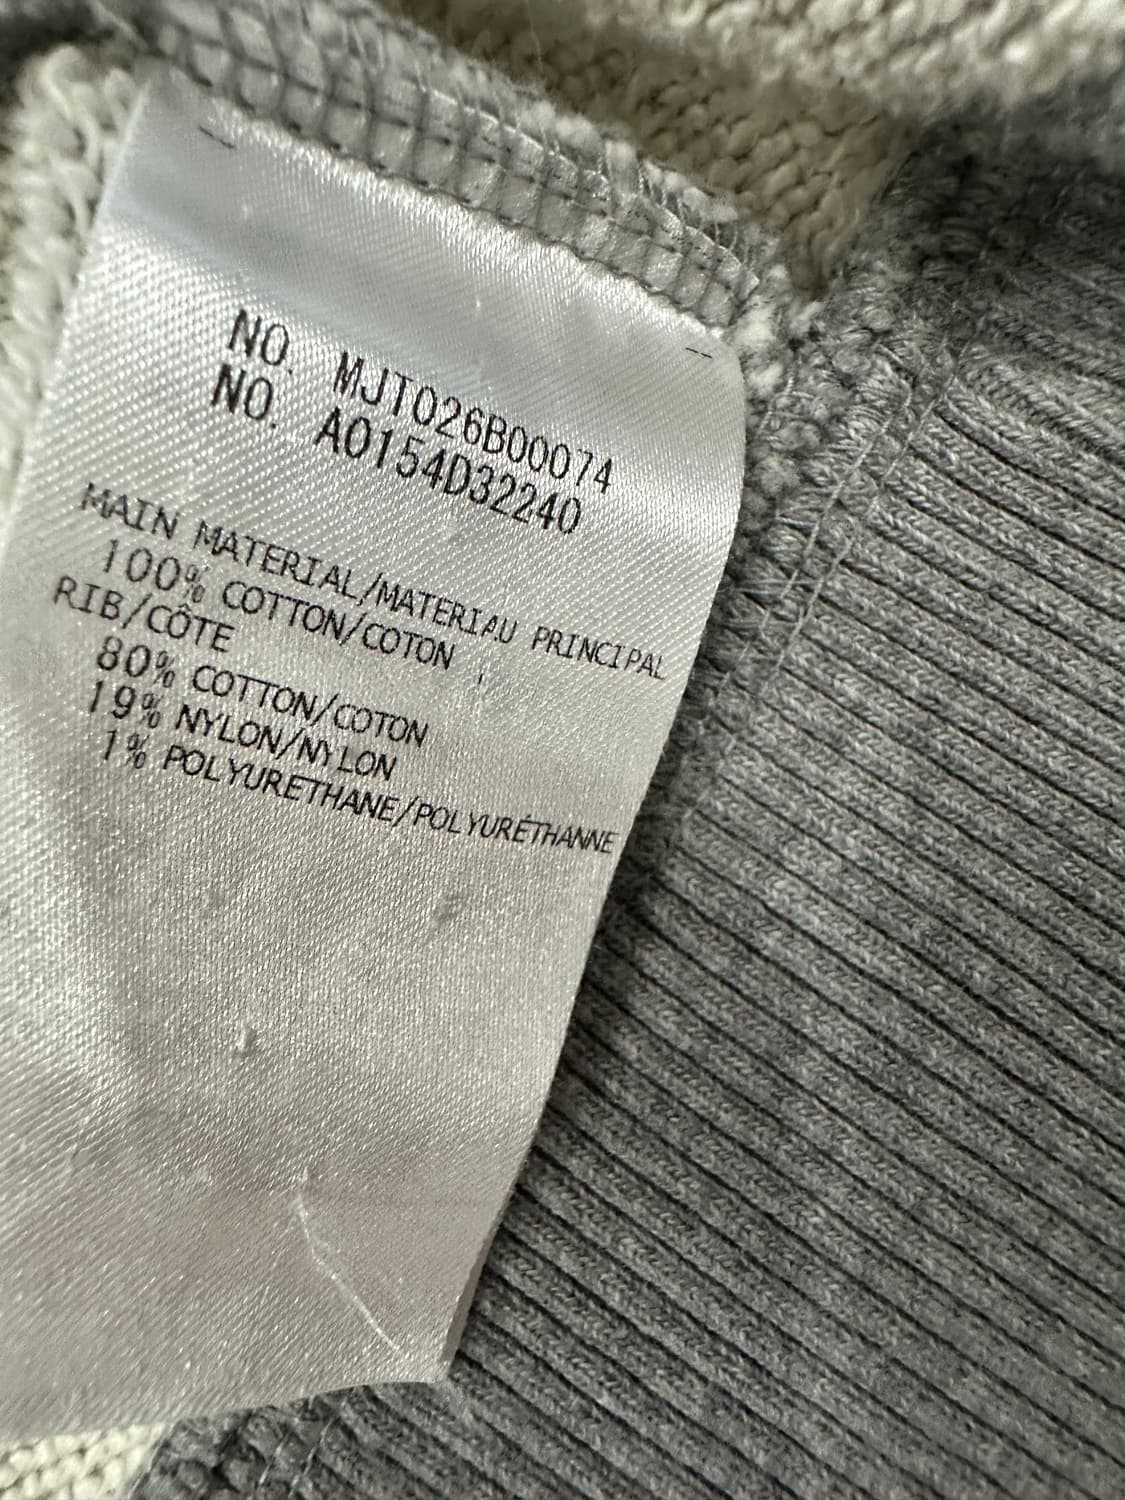 NO. MJT026B00074
NO. A0154D32240
MAIN MATERIAL/MATERIAU PRINCIPAL
100% COTTON/COTON
RIB/CÔTE
80% COTTON/COTON
19% NYLON/NYLON
1% POLYURETHANE/POLYURÉTHANNE